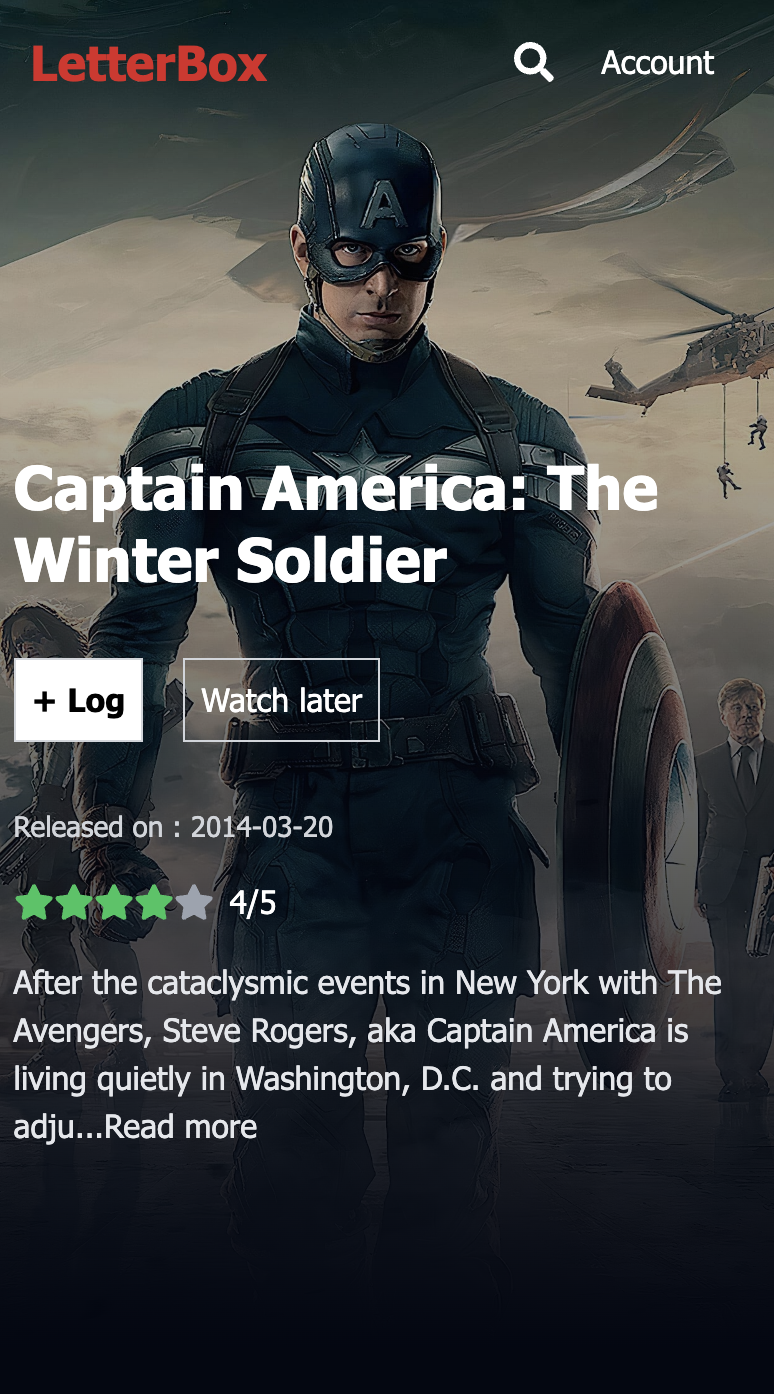 LetterBox
Account
A
Captain America: The
Winter Soldier
+ Log
Watch later
Released on : 2014-03-20
4/5
After the cataclysmic events in New York with The
Avengers, Steve Rogers, aka Captain America is
living quietly in Washington, D.C. and trying to
adju...Read more